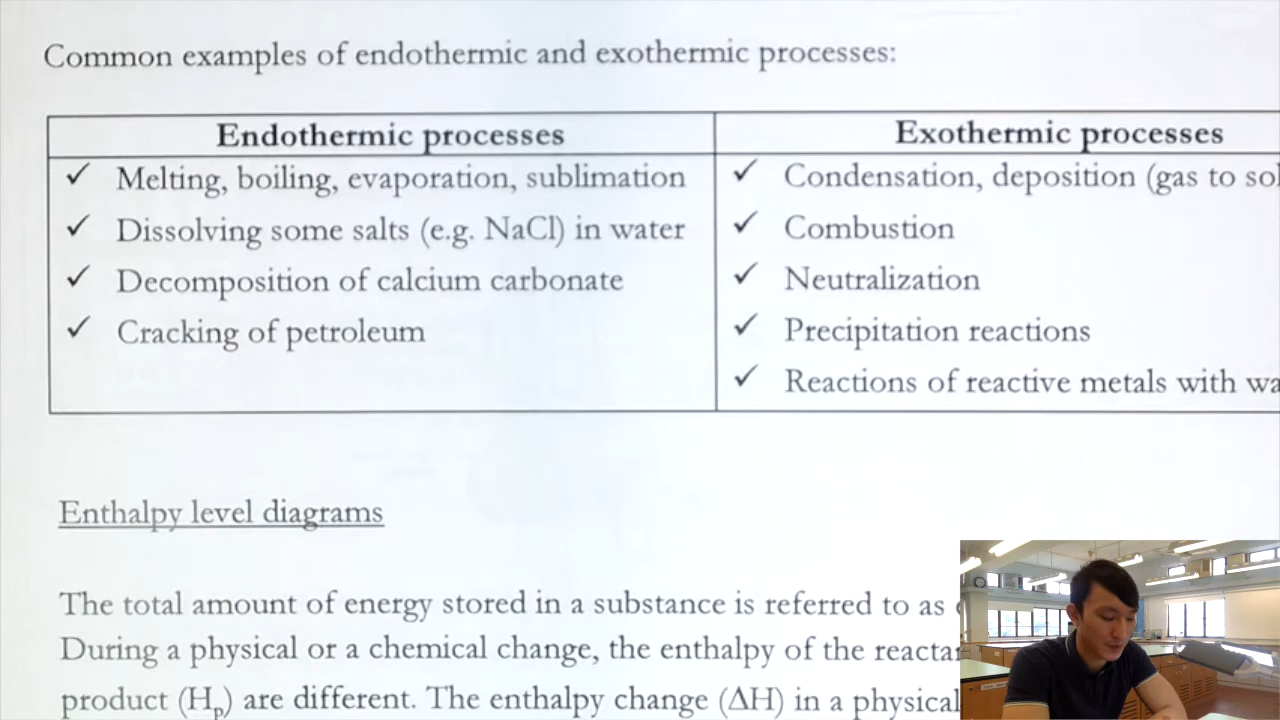 Common examples of endothermic and exothermic processes:
Endothermic processes
Exothermic processes
✓ Melting, boiling, evaporation, sublimation
✓ Condensation, deposition (gas to
✓ Dissolving some salts (e.g. NaCl) in water
✓ Combustion
✓ Decomposition of calcium carbonate
✓ Neutralization
✓ Cracking of petroleum
✓ Precipitation reactions
✓ Reactions of reactive metals with
Enthalpy level diagrams
The total amount of energy stored in a substance is referred to as
During a physical or a chemical change, the enthalpy of the
product (Hp) are different. The enthalpy change (ΔH) in a physical